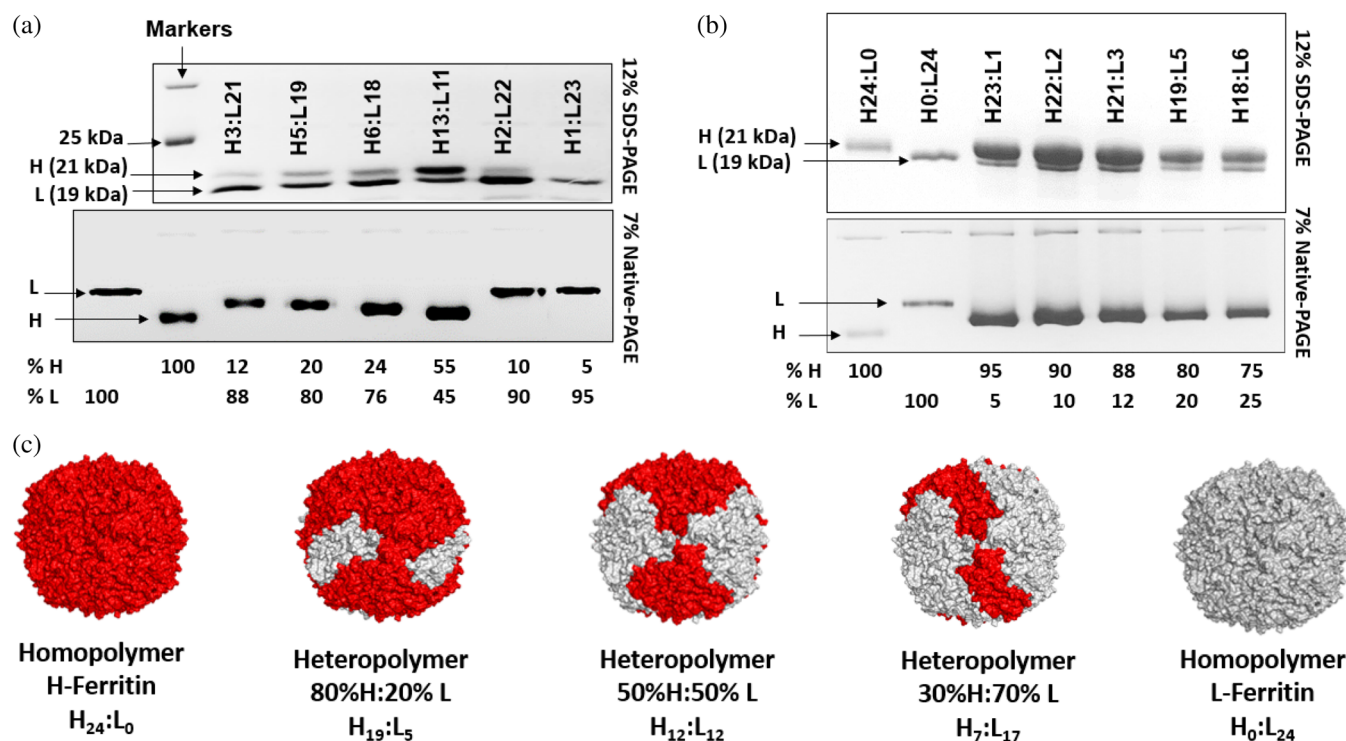 (a)
Markers
12% SDS-PAGE
H3:L21
H5:L19
H6:L18
H13:L11
H2:L22
H1:L23
25 kDa
H (21 kDa)
L (19 kDa)
7% Native-PAGE
L
H
% H 100 12 20 24 55 10 5
% L 100 88 80 76 45 90 95
(b)
12% SDS-PAGE
H24:L0
H0:L24
H23:L1
H22:L2
H21:L3
H19:L5
H18:L6
H (21 kDa)
L (19 kDa)
7% Native-PAGE
L
H
% H 100 95 90 88 80 75
% L 100 5 10 12 20 25
(c)
Homopolymer
H-Ferritin
H24:L0
Heteropolymer
80%H:20% L
H19:L5
Heteropolymer
50%H:50% L
H12:L12
Heteropolymer
30%H:70% L
H7:L17
Homopolymer
L-Ferritin
H0:L24